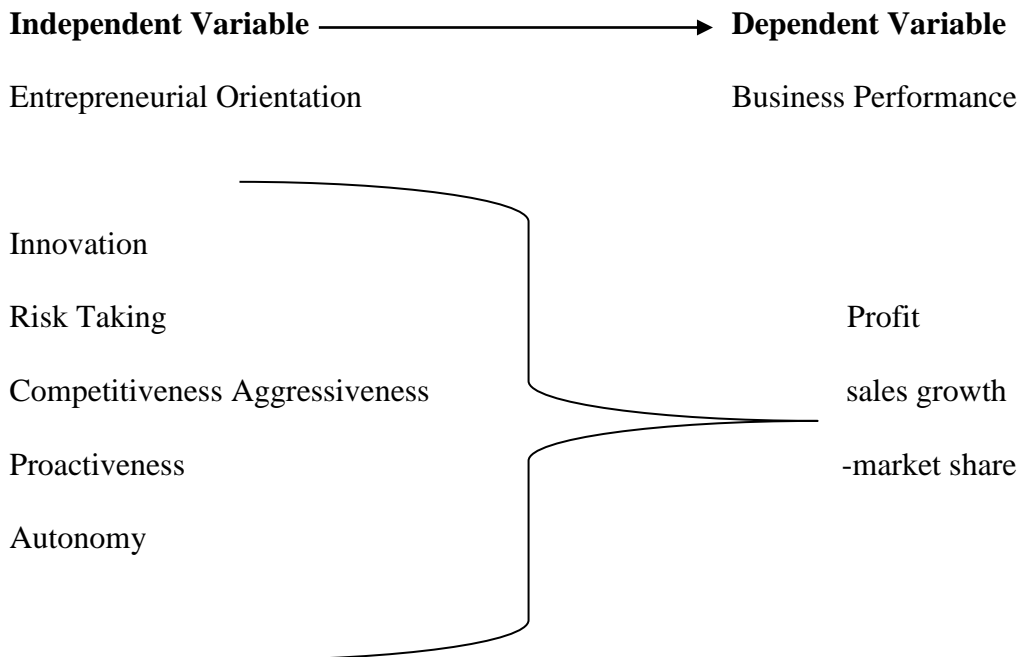 Independent Variable Dependent Variable
Entrepreneurial Orientation Business Performance
Innovation
Risk Taking Profit
Competitiveness Aggressiveness sales growth
Proactiveness -market share
Autonomy